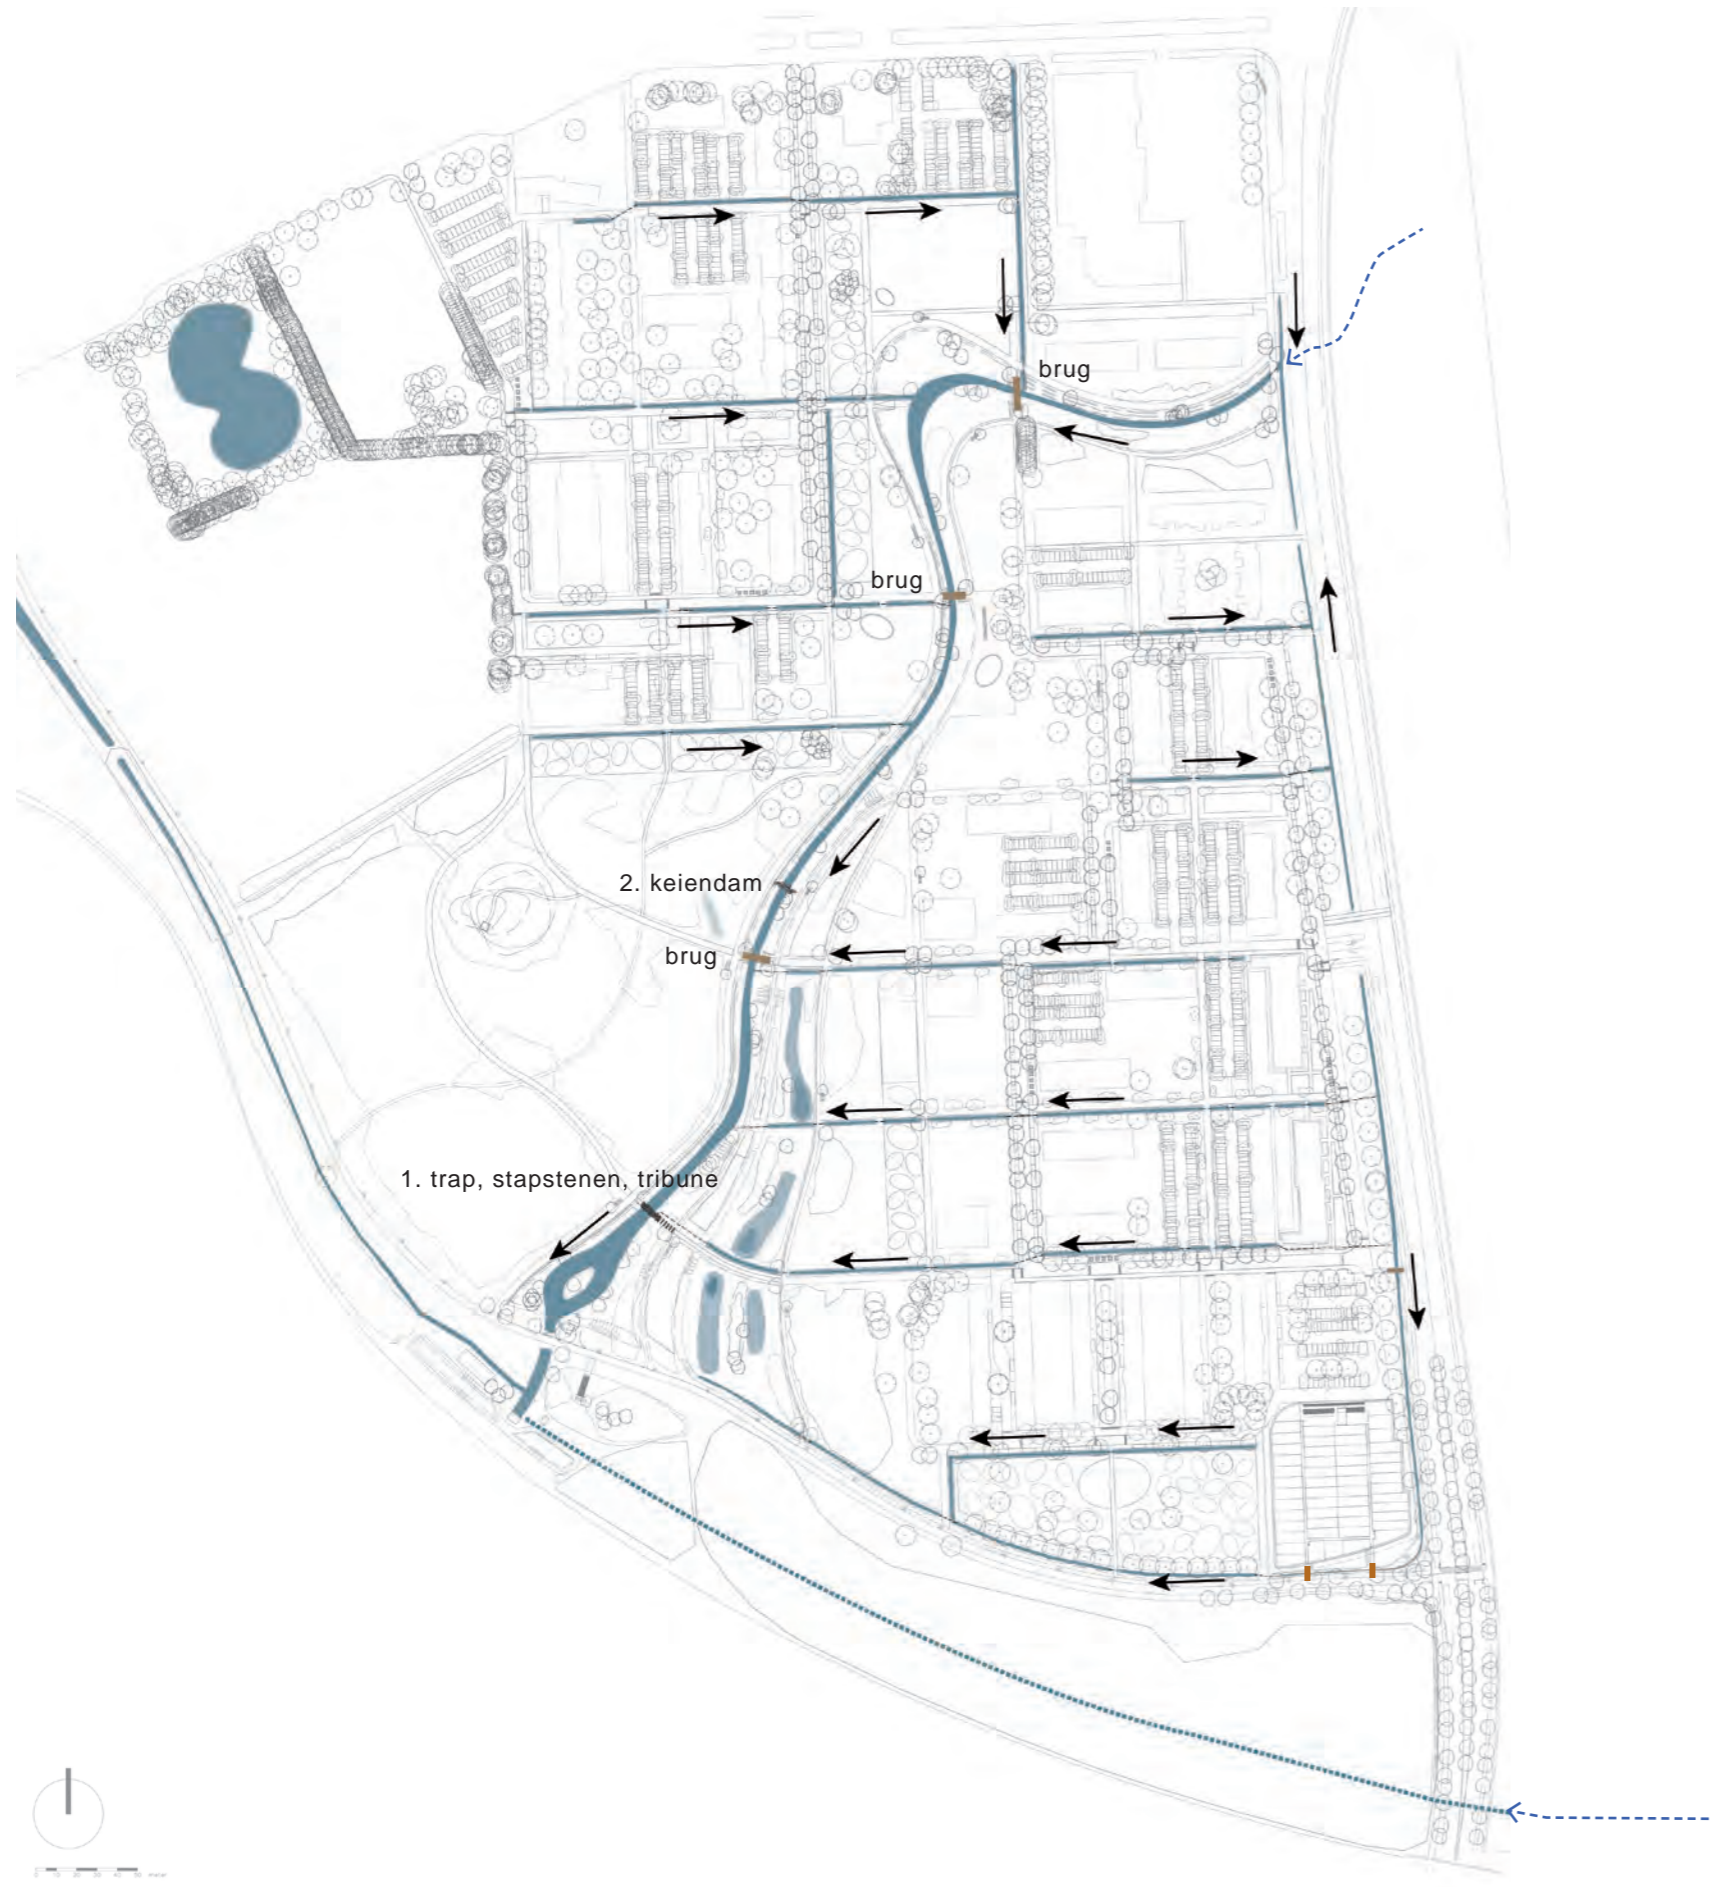 brug
brug
2. keiendam
brug
1. trap, stapstenen, tribune